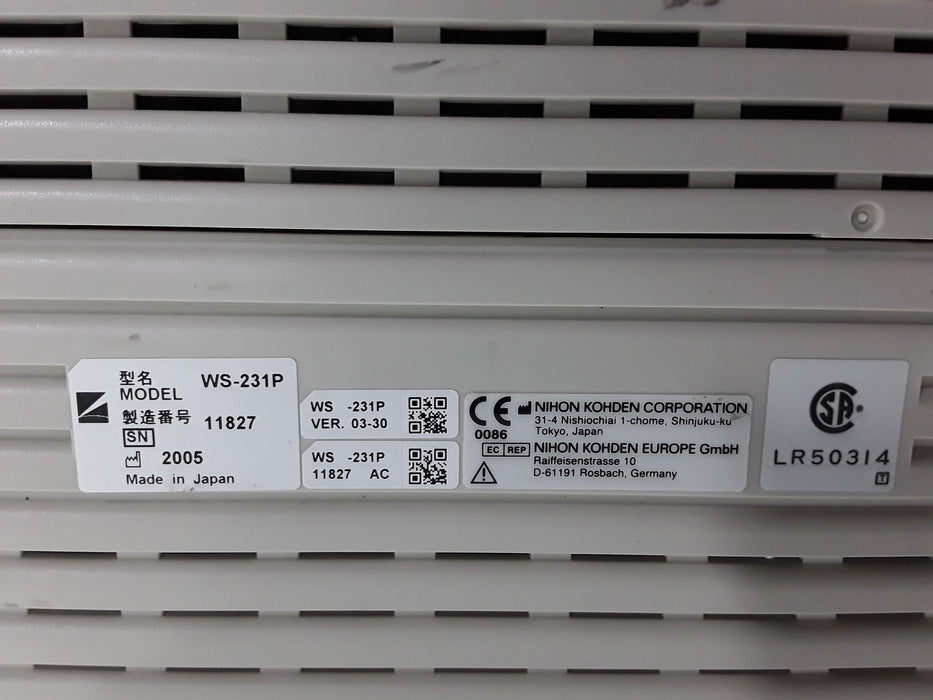 型名
MODEL WS-231P
製造番号
SN 11827
2005
Made in Japan
WS -231P
VER. 03-30
WS -231P
11827 AC
CE
0086
NIHON KOHDEN CORPORATION
31-4 Nishiochiai 1-chome, Shinjuku-ku
Tokyo, Japan
EC REP NIHON KOHDEN EUROPE GmbH
Raiffeisenstrasse 10
D-61191 Rosbach, Germany
SA®
LR50314
T